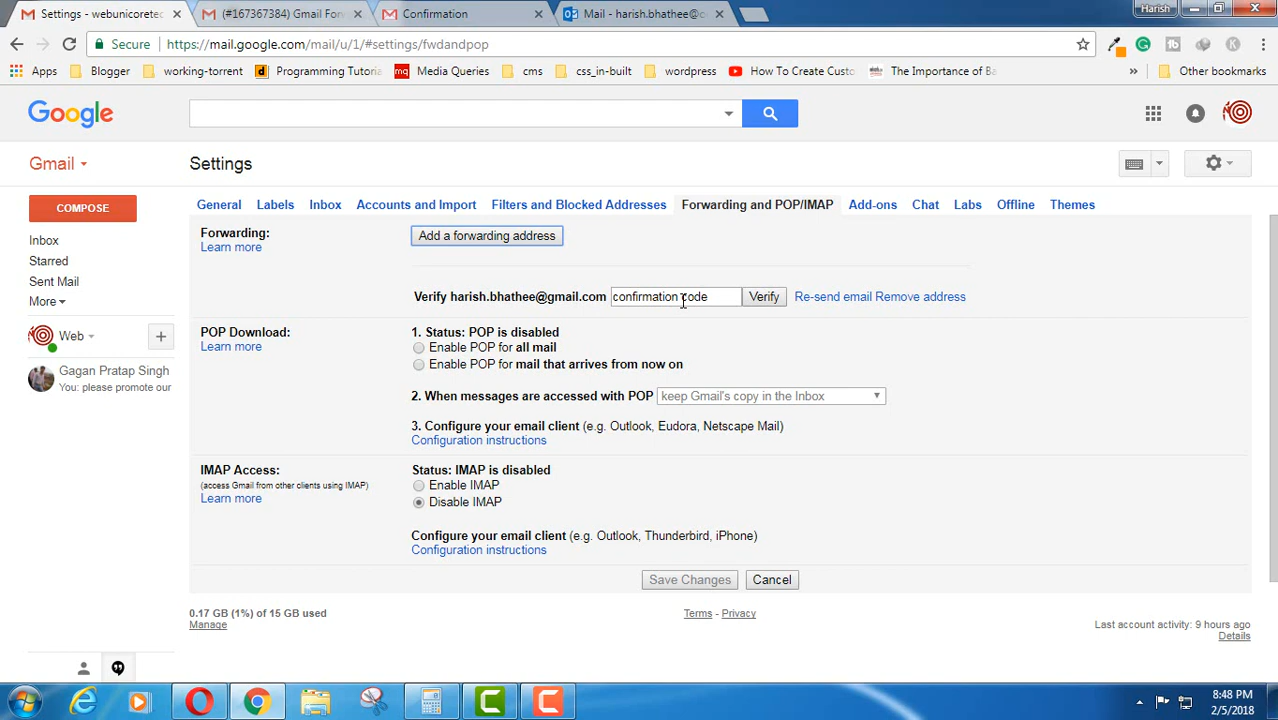 Settings - webunicoretec
(#167367384) Gmail Forw
Confirmation
Mail - harish.bhathee@o
Harish
Secure
https://mail.google.com/mail/u/1/#settings/fwdandpop
Apps
Blogger
working-torrent
Programming Tutoria
Media Queries
cms
css_in-built
wordpress
How To Create Custo
The Importance of Ba
Other bookmarks
Google
Gmail
Settings
COMPOSE
General
Labels
Inbox
Accounts and Import
Filters and Blocked Addresses
Forwarding and POP/IMAP
Add-ons
Chat
Labs
Offline
Themes
Inbox
Starred
Sent Mail
More
Web
Gagan Pratap Singh
You: please promote our
Forwarding:
Learn more
Add a forwarding address
Verify harish.bhathee@gmail.com confirmation code Verify Re-send email Remove address
POP Download:
Learn more
1. Status: POP is disabled
Enable POP for all mail
Enable POP for mail that arrives from now on
2. When messages are accessed with POP keep Gmail's copy in the Inbox
3. Configure your email client (e.g. Outlook, Eudora, Netscape Mail)
Configuration instructions
IMAP Access:
(access Gmail from other clients using IMAP)
Learn more
Status: IMAP is disabled
Enable IMAP
Disable IMAP
Configure your email client (e.g. Outlook, Thunderbird, iPhone)
Configuration instructions
Save Changes
Cancel
0.17 GB (1%) of 15 GB used
Manage
Terms - Privacy
Last account activity: 9 hours ago
Details
8:48 PM
2/5/2018